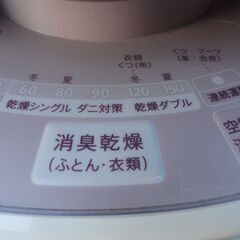 くつ・ブーツ
(革・合皮)
衣類
くつ(布)
冬 夏 冬 夏
60 80 90 120 150
乾燥シングル ダニ対策 乾燥ダブル
消臭乾燥
(ふとん・衣類)
連続
空